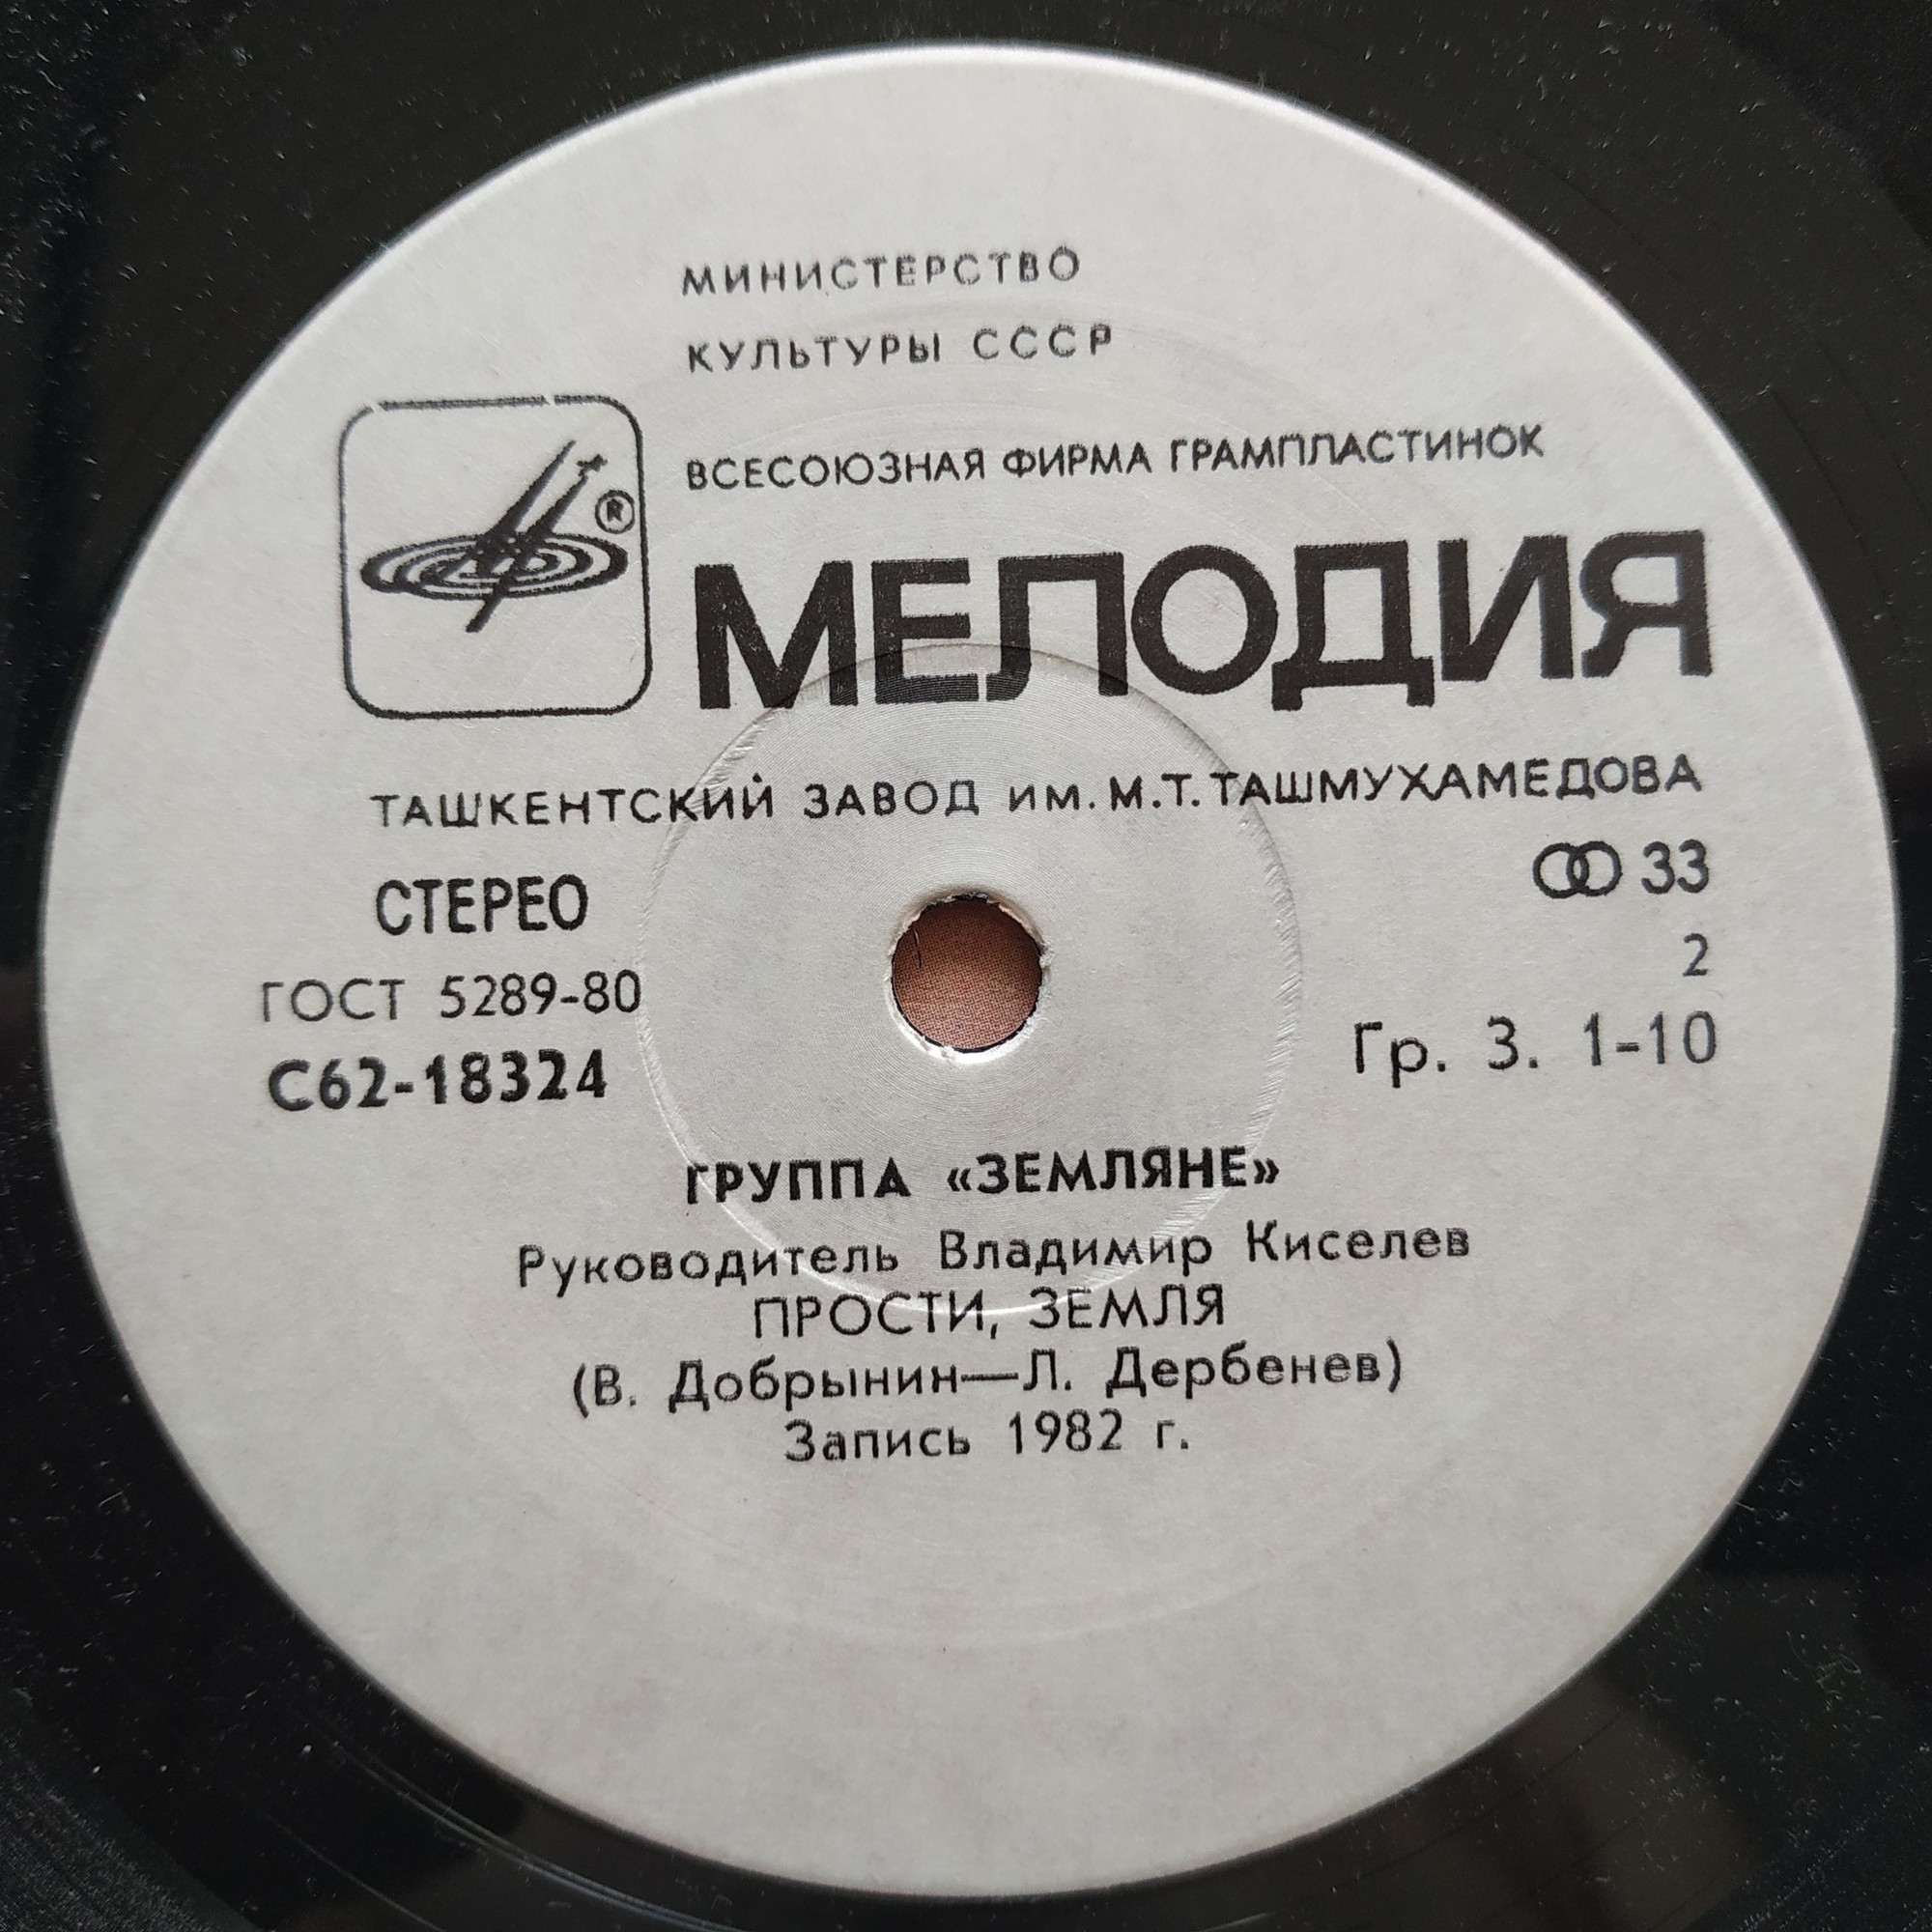 МИНИСТЕРСТВО
КУЛЬТУРЫ СССР
ВСЕСОЮЗНАЯ ФИРМА ГРАМПЛАСТИНОК
®
МЕЛОДИЯ
ТАШКЕНТСКИЙ ЗАВОД ИМ. М.Т. ТАШМУХАМЕДОВА
СТЕРЕО
33
ГОСТ 5289-80
2
С62-18324
Гр. 3. 1-10
ГРУППА «ЗЕМЛЯНЕ»
Руководитель Владимир Киселев
ПРОСТИ, ЗЕМЛЯ
(В. Добрынин—Л. Дербенев)
Запись 1982 г.